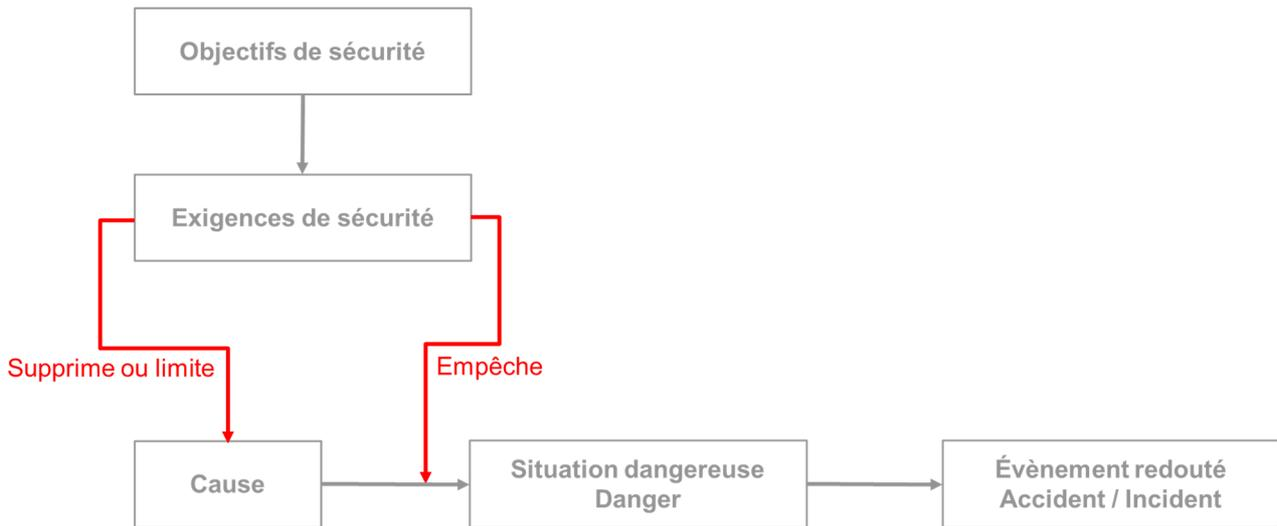 Objectifs de sécurité
Exigences de sécurité
Supprime ou limite
Empêche
Cause
Situation dangereuse
Danger
Évènement redouté
Accident / Incident